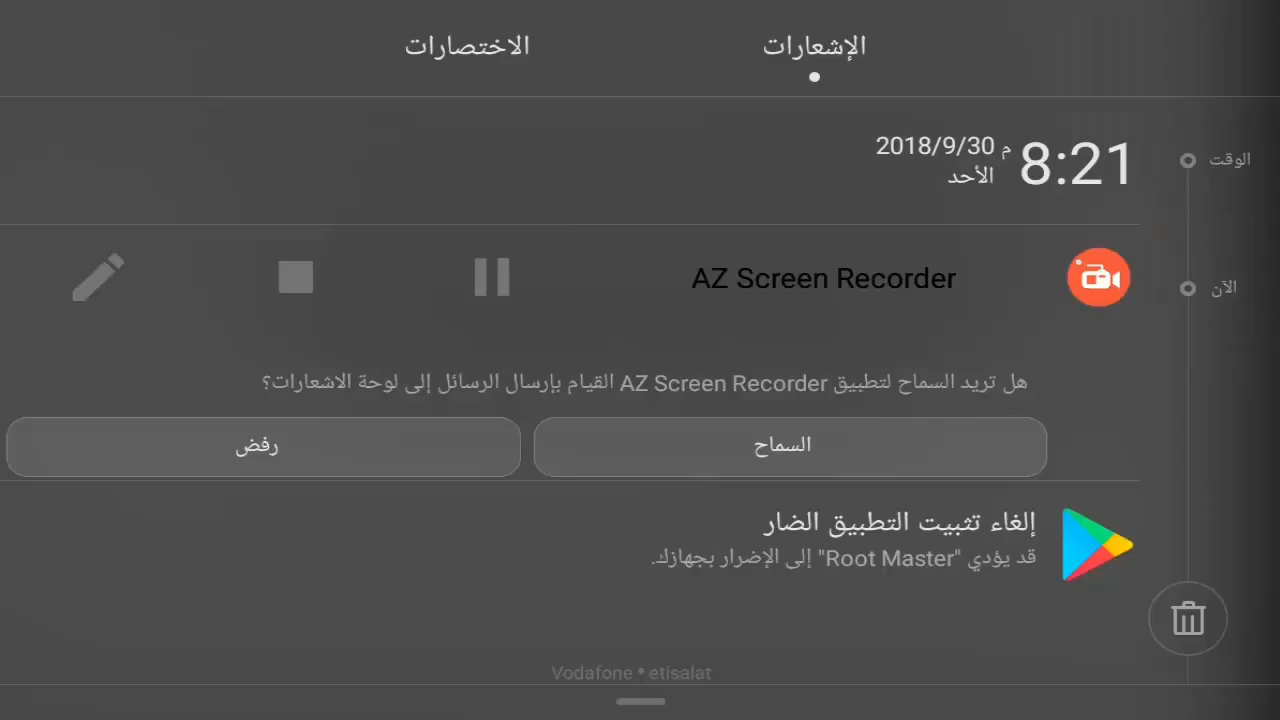 الإشعارات
الاختصارات
الوقت
8:21 م 2018/9/30
الأحد
الآن
AZ Screen Recorder
هل تريد السماح لتطبيق AZ Screen Recorder القيام بإرسال الرسائل إلى لوحة الاشعارات؟
السماح
رفض
إلغاء تثبيت التطبيق الضار
قد يؤدي "Root Master" إلى الإضرار بجهازك.
Vodafone • etisalat